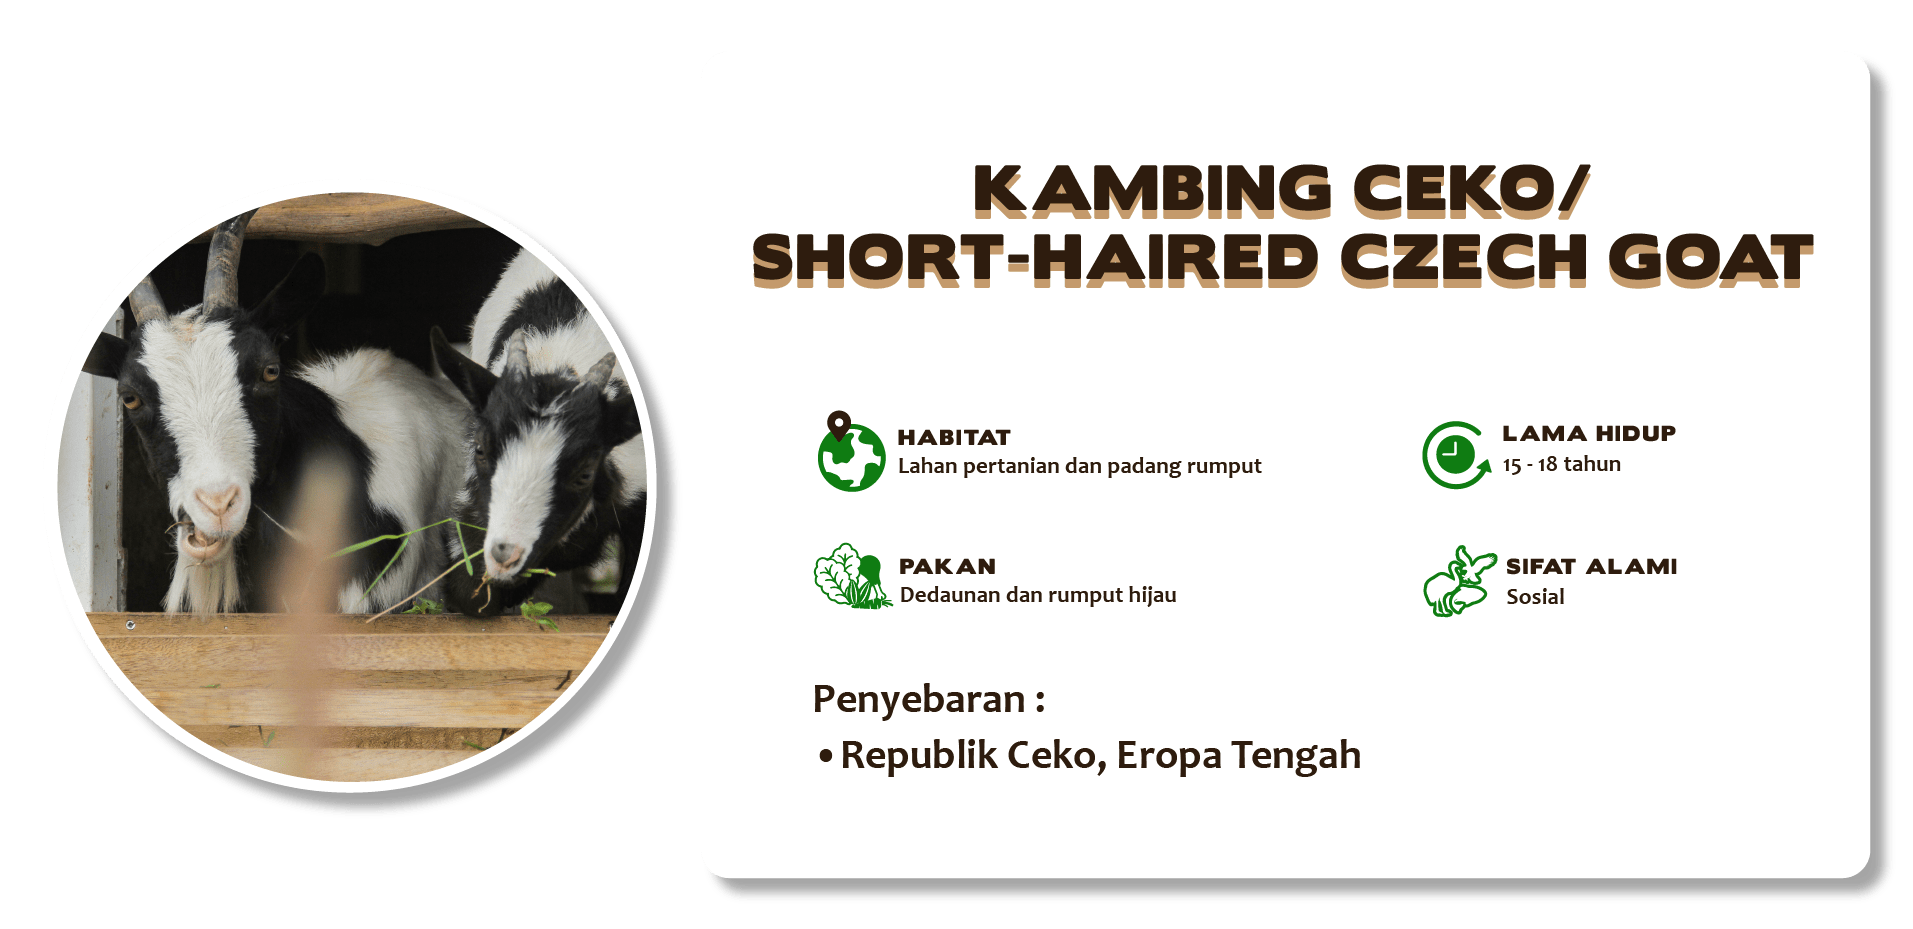 KAMBING CEKO/
SHORT-HAIRED CZECH GOAT
HABITAT
Lahan pertanian dan padang rumput
LAMA HIDUP
15 - 18 tahun
PAKAN
Dedaunan dan rumput hijau
SIFAT ALAMI
Sosial
Penyebaran :
• Republik Ceko, Eropa Tengah